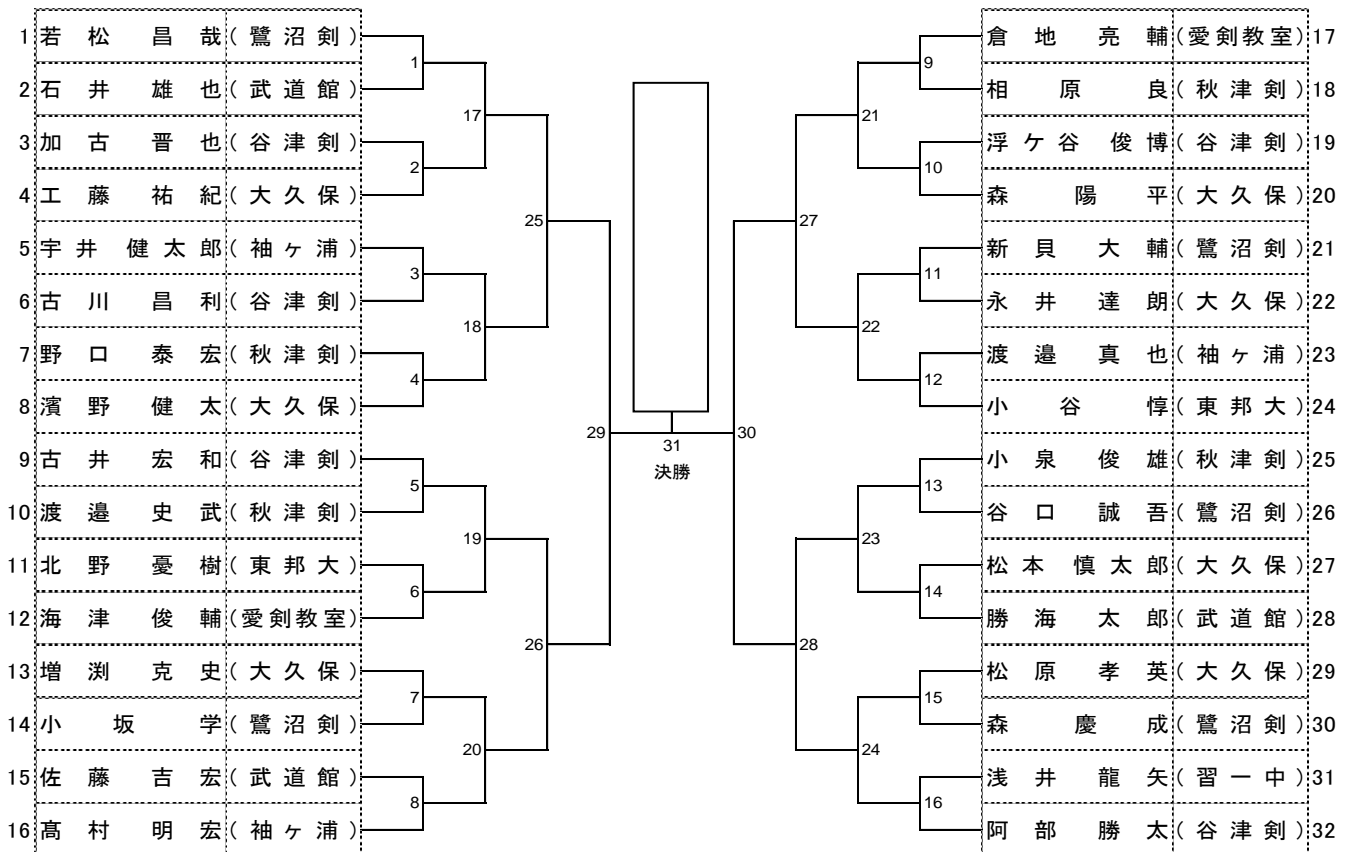 1 若松昌哉 (鷺沼剣)
2 石井雄也 (武道館)
3 加古晋也 (谷津剣)
4 工藤祐紀 (大久保)
5 宇井健太郎 (袖ヶ浦)
6 古川昌利 (谷津剣)
7 野口泰宏 (秋津剣)
8 濱野健太 (大久保)
9 古井宏和 (谷津剣)
10 渡邉史武 (秋津剣)
11 北野憂樹 (東邦大)
12 海津俊輔 (愛剣教室)
13 増渕克史 (大久保)
14 小坂学 (鷺沼剣)
15 佐藤吉宏 (武道館)
16 髙村明宏 (袖ヶ浦)
1
2
3
4
5
6
7
8
17
18
19
20
25
26
29
31
決勝
30
27
28
21
22
23
24
9
10
11
12
13
14
15
16
倉地亮輔 (愛剣教室) 17
相原良 (秋津剣) 18
浮ケ谷俊博 (谷津剣) 19
森陽平 (大久保) 20
新貝大輔 (鷺沼剣) 21
永井達朗 (大久保) 22
渡邉真也 (袖ヶ浦) 23
小谷惇 (東邦大) 24
小泉俊雄 (秋津剣) 25
谷口誠吾 (鷺沼剣) 26
松本慎太郎 (大久保) 27
勝海太郎 (武道館) 28
松原孝英 (大久保) 29
森慶成 (鷺沼剣) 30
浅井龍矢 (習一中) 31
阿部勝太 (谷津剣) 32